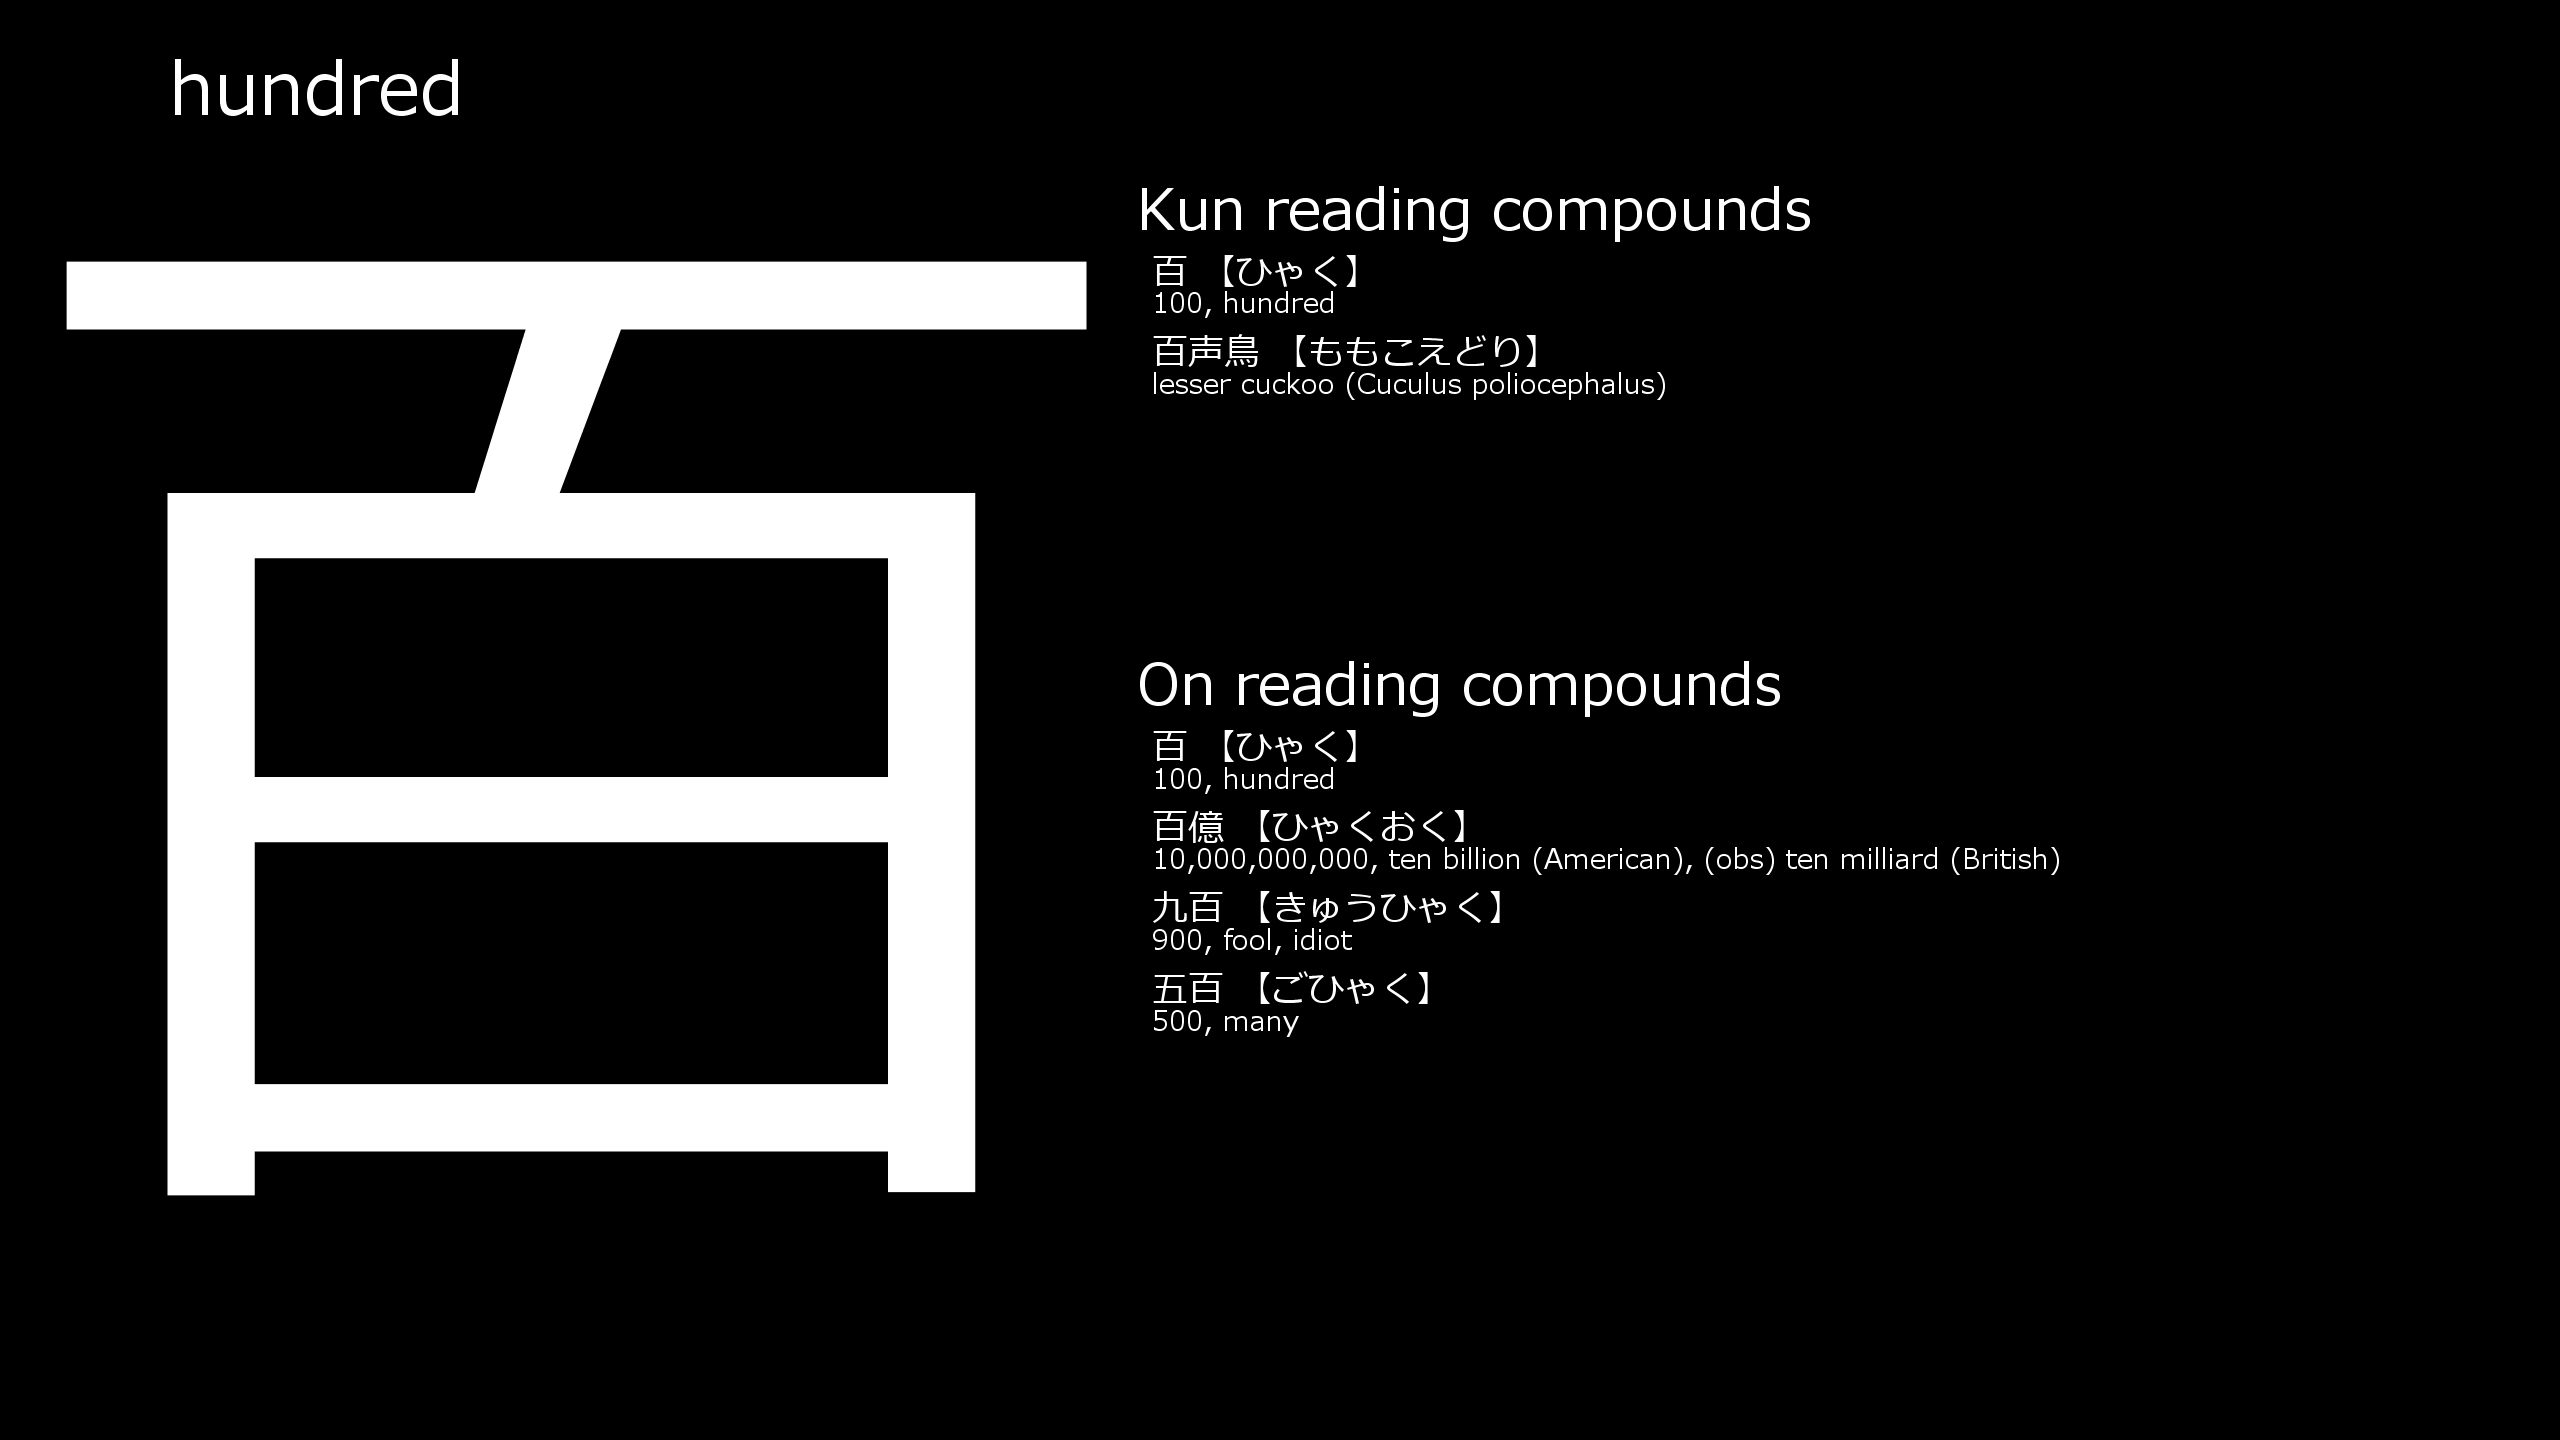 hundred
百
Kun reading compounds
百 【ひゃく】
100, hundred
百声鳥 【ももこえどり】
lesser cuckoo (Cuculus poliocephalus)
On reading compounds
百 【ひゃく】
100, hundred
百億 【ひゃくおく】
10,000,000,000, ten billion (American), (obs) ten milliard (British)
九百 【きゅうひゃく】
900, fool, idiot
五百 【ごひゃく】
500, many